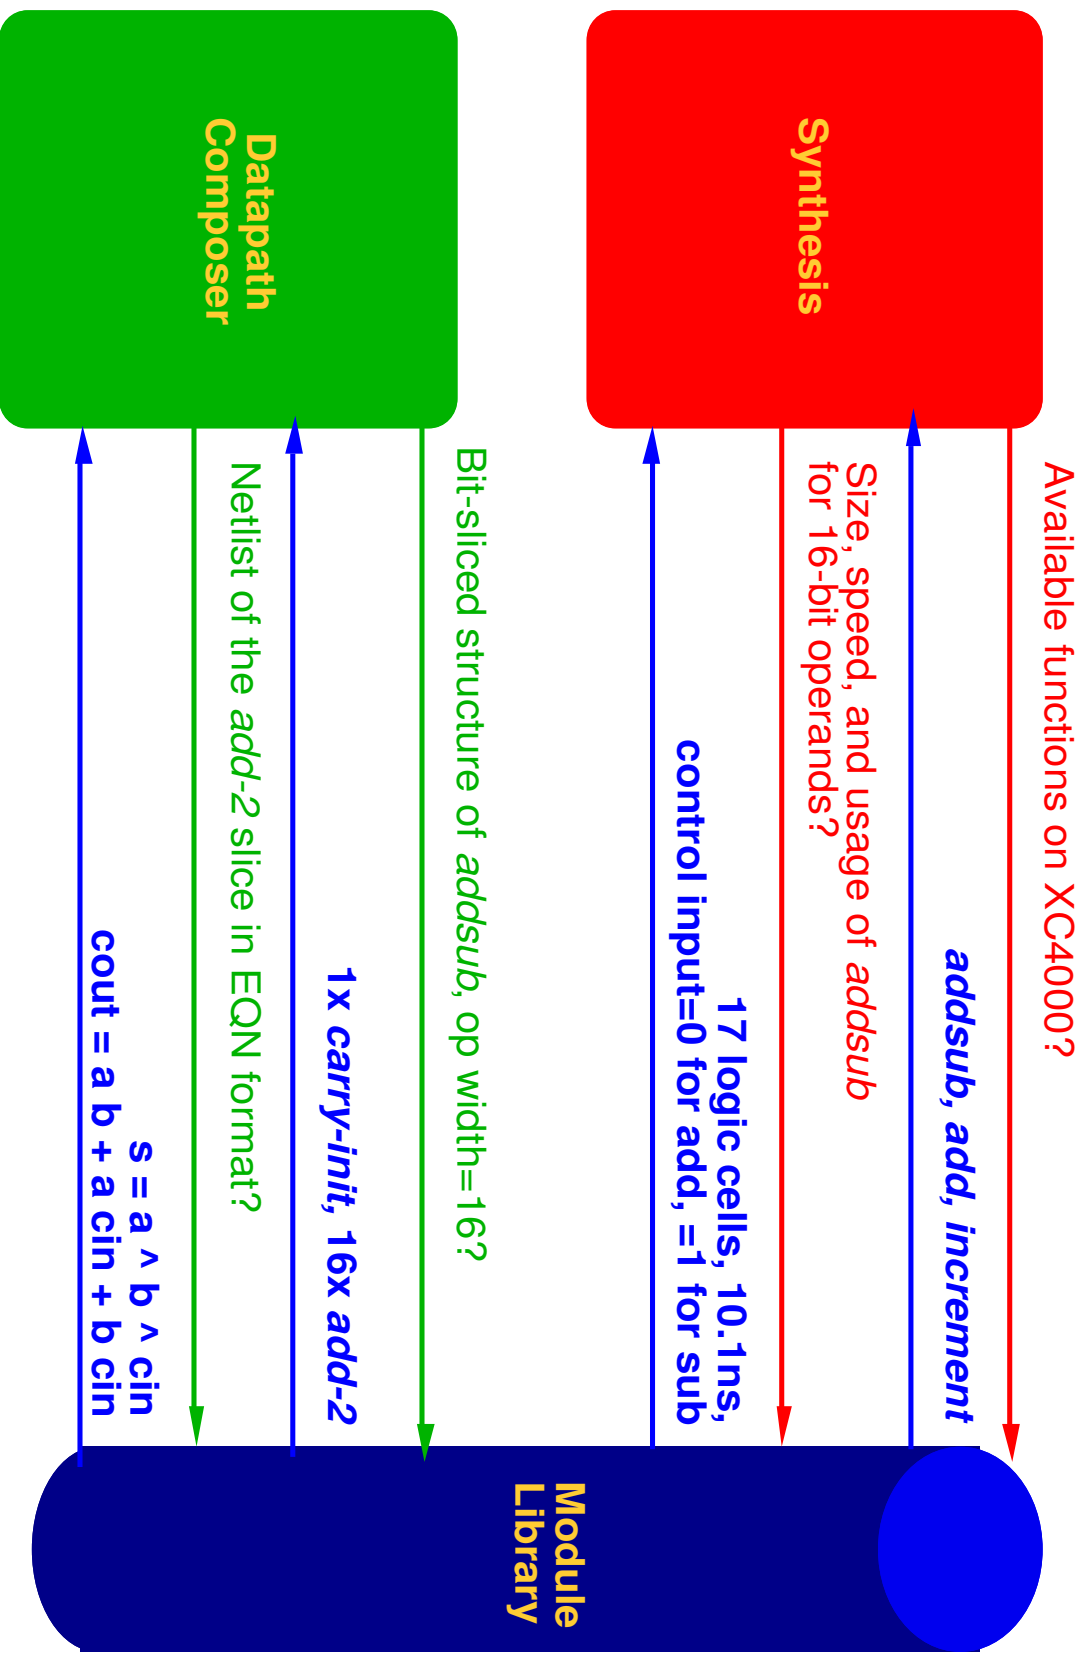 Synthesis
Available functions on XC4000?
addsub, add, increment
Size, speed, and usage of addsub
for 16-bit operands?
17 logic cells, 10.1ns,
control input=0 for add, =1 for sub
Module
Library
Datapath
Composer
Bit-sliced structure of addsub, op width=16?
1x carry-init, 16x add-2
Netlist of the add-2 slice in EQN format?
s = a ^ b ^ cin
cout = a b + a cin + b cin